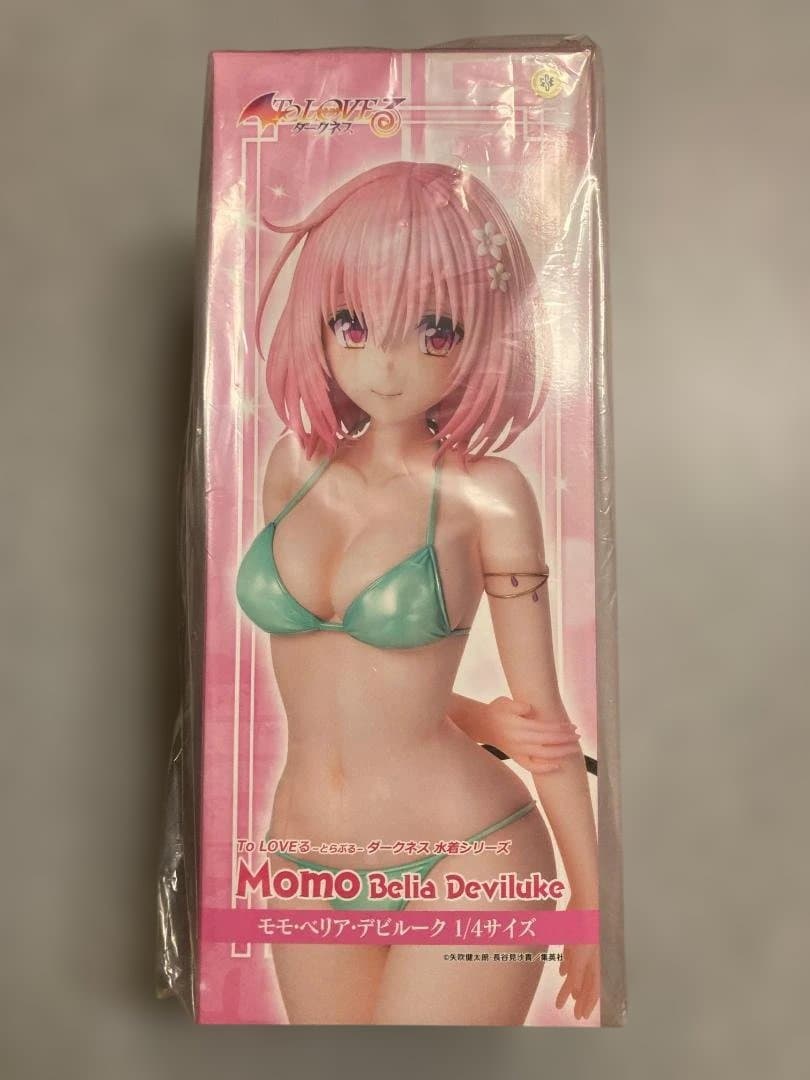 To LOVEる
ダークネス
To LOVEる -とらぶる- ダークネス 水着シリーズ
Momo Belia Deviluke
モモ・ベリア・デビルーク 1/4サイズ
©矢吹健太朗・長谷見沙貴／集英社